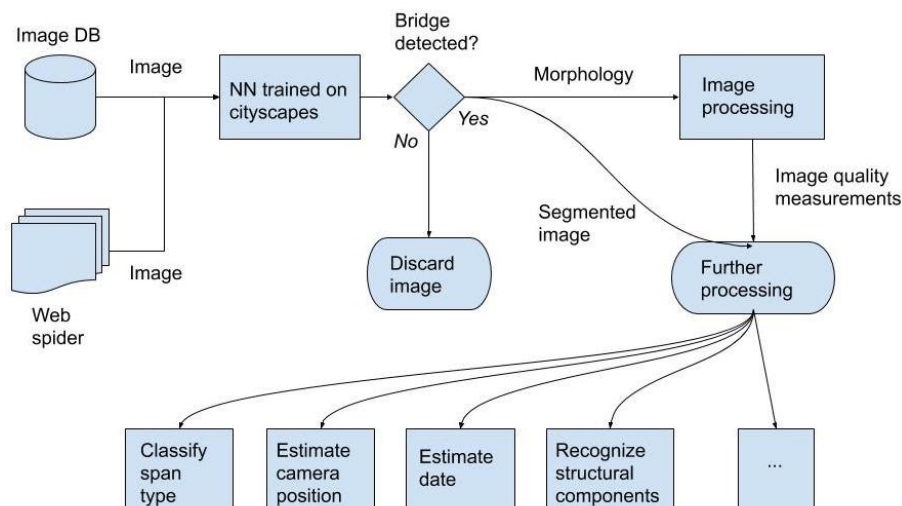 Image DB
Image
Bridge
detected?
NN trained on
cityscapes
Morphology
Image
processing
Yes
No
Image quality
measurements
Segmented
image
Image
Web
spider
Discard
image
Further
processing
Classify
span
type
Estimate
camera
position
Estimate
date
Recognize
structural
components
...